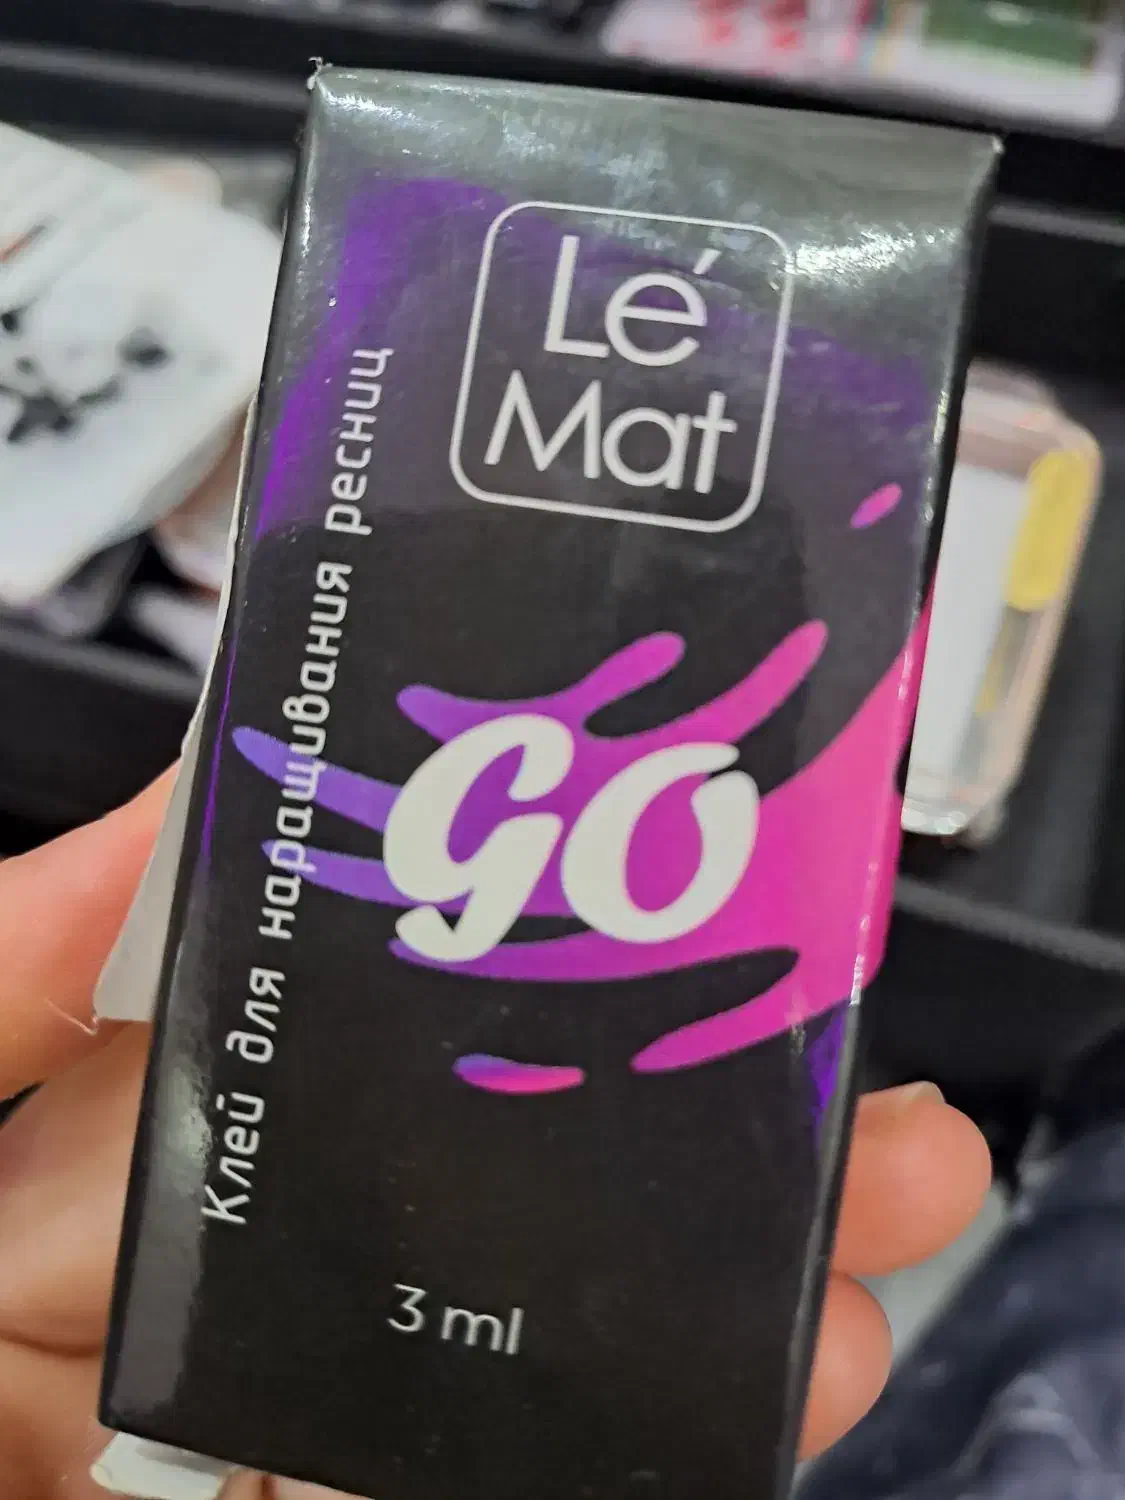 Lé
Mat
Клей для наращивания ресниц
GO
3 ml